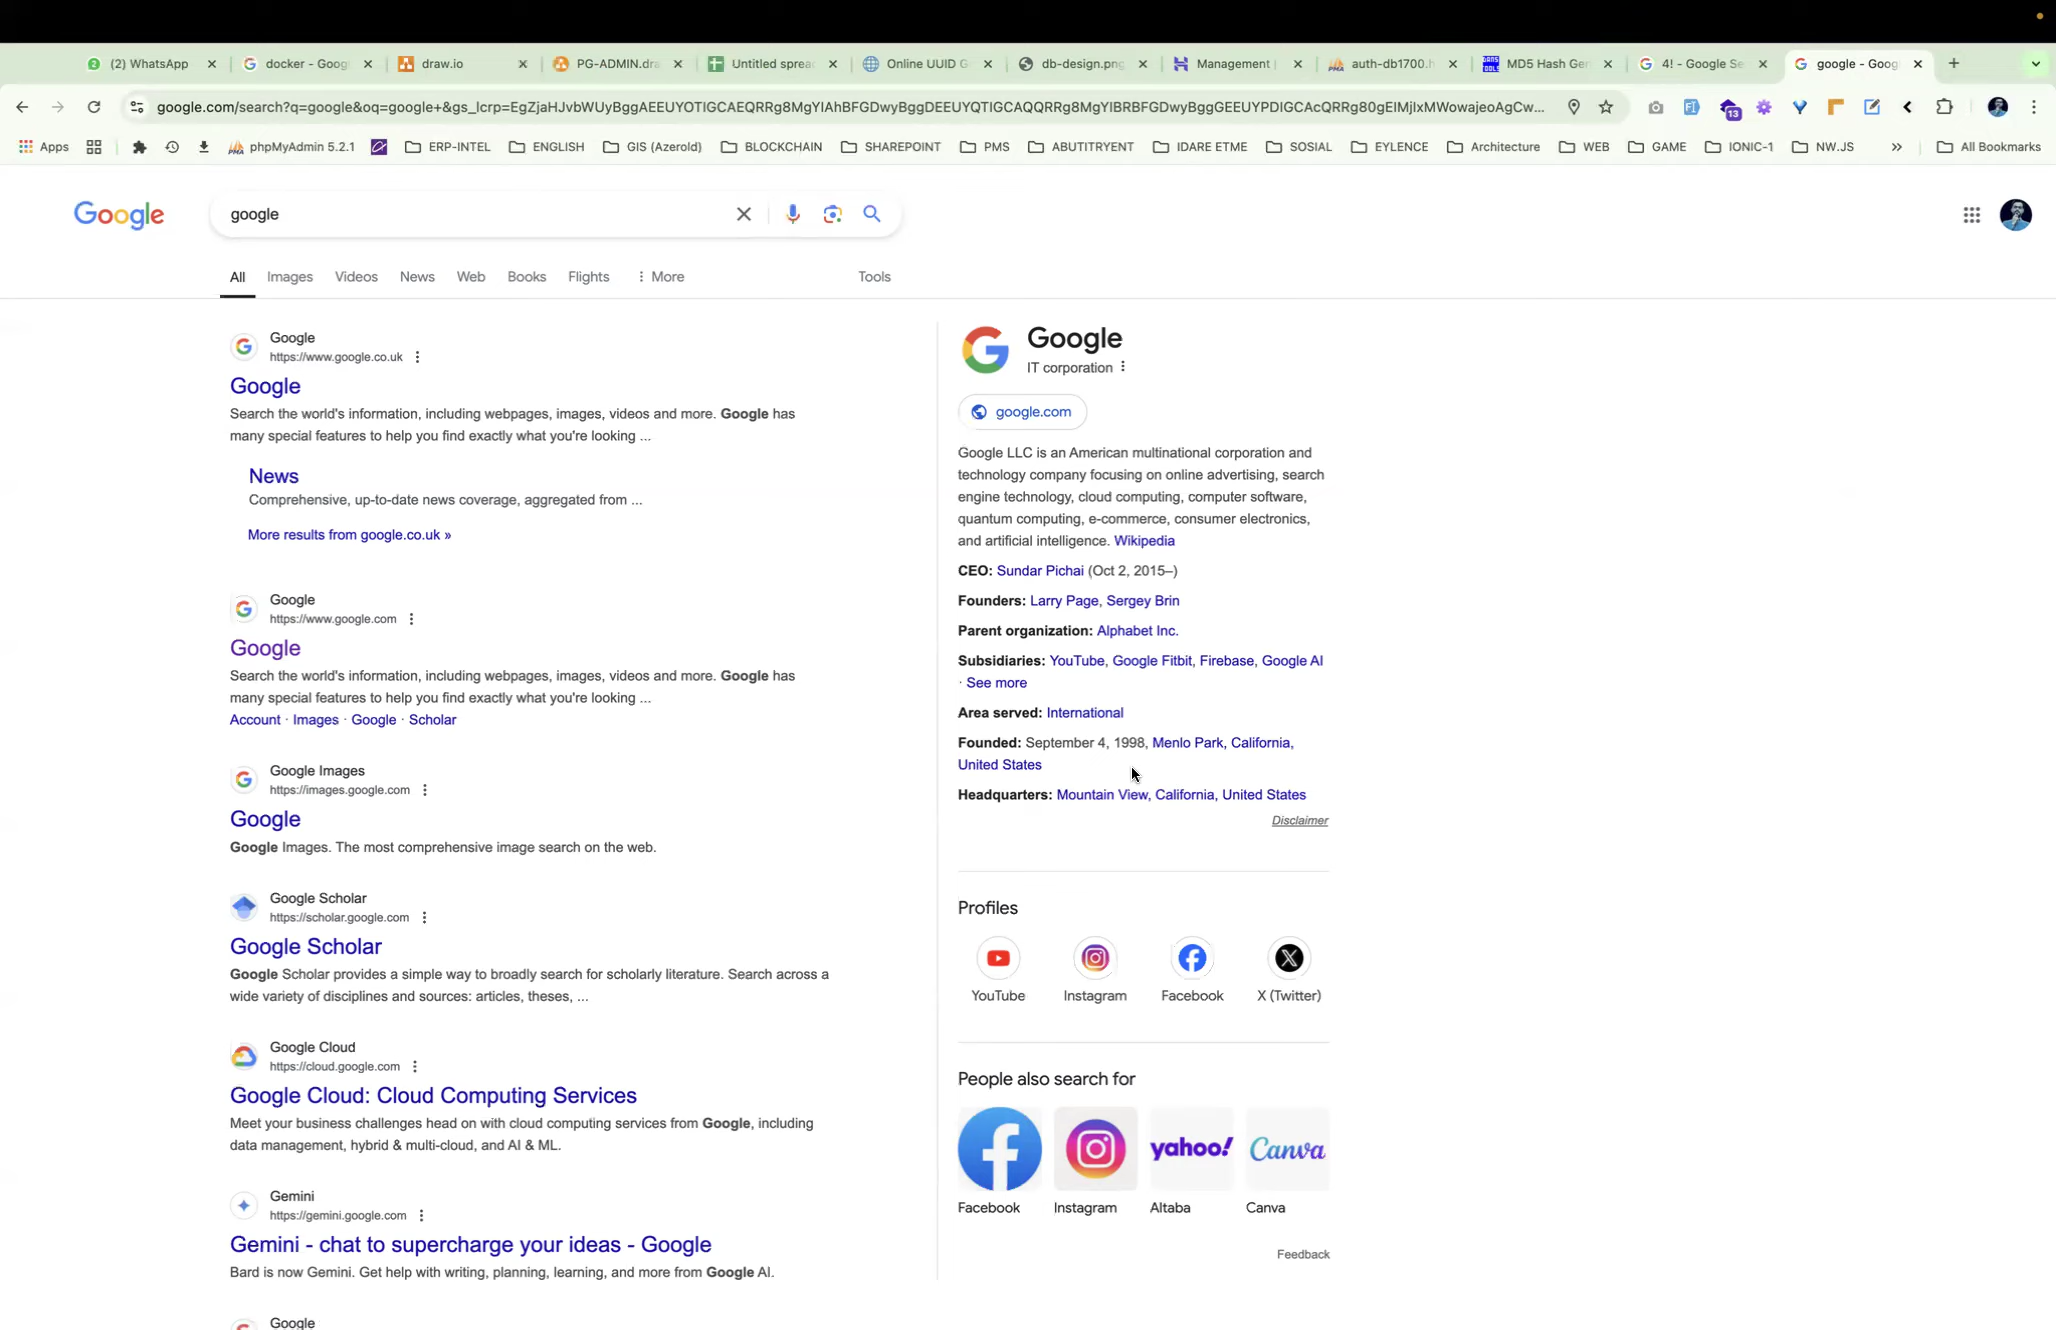 (2) WhatsApp
docker - Goog
draw.io
PG-ADMIN.dra
Untitled sprea
Online UUID G
db-design.png
Management
auth-db1700.h
MD5 Hash Ger
4! - Google Se
google - Goog
google.com/search?q=google&oq=google+&gs_lcrp=EgZjaHJvbWUyBggAEEUYOTIGCAEQRRg8MgYIAhBFGDwyBggDEEUYQTIGCAQQRRg8MgYIBRBFGDwyBggGEEUYPDIGCAcQRRg80gEIMjIxMWowajeoAgCw...
13
Apps
phpMyAdmin 5.2.1
ERP-INTEL
ENGLISH
GIS (Azerold)
BLOCKCHAIN
SHAREPOINT
PMS
ABUTITRYENT
IDARE ETME
SOSIAL
EYLENCE
Architecture
WEB
GAME
IONIC-1
NW.JS
»
All Bookmarks
Google
google
All
Images
Videos
News
Web
Books
Flights
More
Tools
Google
https://www.google.co.uk
Google
Search the world's information, including webpages, images, videos and more. Google has
many special features to help you find exactly what you're looking ...
News
Comprehensive, up-to-date news coverage, aggregated from ...
More results from google.co.uk »
Google
https://www.google.com
Google
Search the world's information, including webpages, images, videos and more. Google has
many special features to help you find exactly what you're looking ...
Account · Images · Google · Scholar
Google Images
https://images.google.com
Google
Google Images. The most comprehensive image search on the web.
Google Scholar
https://scholar.google.com
Google Scholar
Google Scholar provides a simple way to broadly search for scholarly literature. Search across a
wide variety of disciplines and sources: articles, theses, ...
Google Cloud
https://cloud.google.com
Google Cloud: Cloud Computing Services
Meet your business challenges head on with cloud computing services from Google, including
data management, hybrid & multi-cloud, and AI & ML.
Gemini
https://gemini.google.com
Gemini - chat to supercharge your ideas - Google
Bard is now Gemini. Get help with writing, planning, learning, and more from Google AI.
Google
Google
IT corporation
google.com
Google LLC is an American multinational corporation and
technology company focusing on online advertising, search
engine technology, cloud computing, computer software,
quantum computing, e-commerce, consumer electronics,
and artificial intelligence. Wikipedia
CEO: Sundar Pichai (Oct 2, 2015–)
Founders: Larry Page, Sergey Brin
Parent organization: Alphabet Inc.
Subsidiaries: YouTube, Google Fitbit, Firebase, Google AI
· See more
Area served: International
Founded: September 4, 1998, Menlo Park, California,
United States
Headquarters: Mountain View, California, United States
Disclaimer
Profiles
YouTube
Instagram
Facebook
X (Twitter)
People also search for
yahoo!
Canva
Facebook
Instagram
Altaba
Canva
Feedback